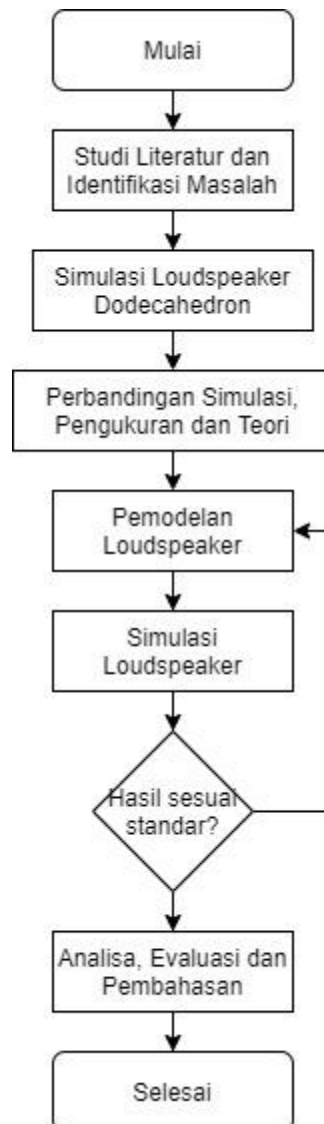 Mulai
Studi Literatur dan
Identifikasi Masalah
Simulasi Loudspeaker
Dodecahedron
Perbandingan Simulasi,
Pengukuran dan Teori
Pemodelan
Loudspeaker
Simulasi
Loudspeaker
Hasil sesuai
standar?
Analisa, Evaluasi dan
Pembahasan
Selesai